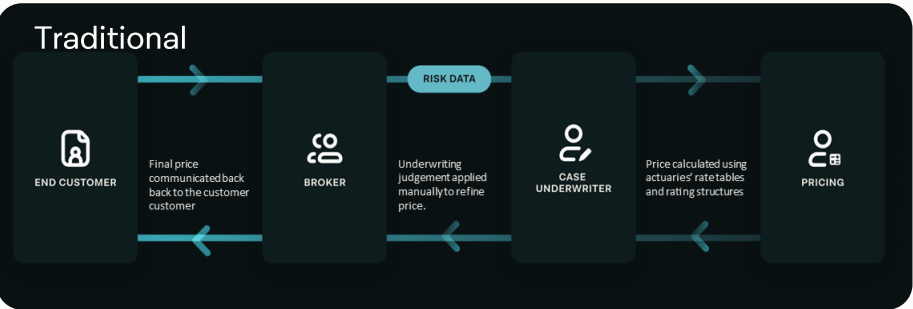 Traditional
RISK DATA
END CUSTOMER
Final price
communicated back
back to the customer
customer
BROKER
Underwriting
judgement applied
manually to refine
price.
CASE
UNDERWRITER
Price calculated using
actuaries' rate tables
and rating structures
PRICING